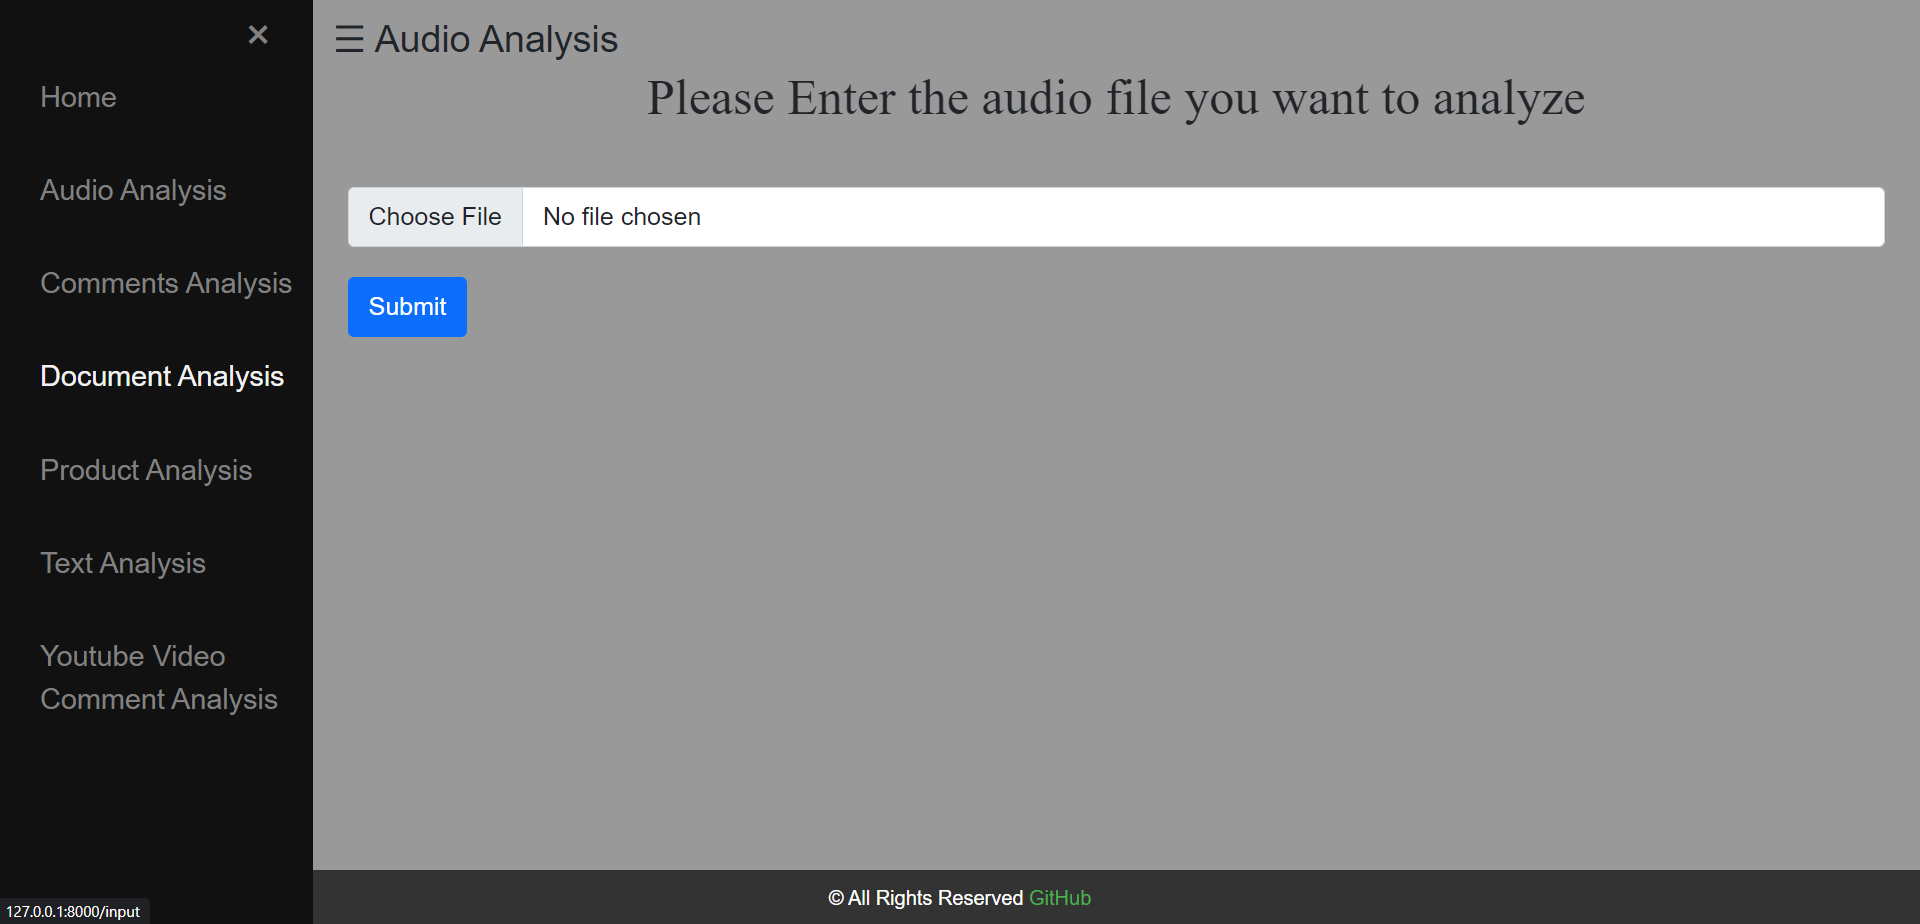 ×
Home
Audio Analysis
Comments Analysis
Document Analysis
Product Analysis
Text Analysis
Youtube Video
Comment Analysis
☰ Audio Analysis
Please Enter the audio file you want to analyze
Choose File No file chosen
Submit
© All Rights Reserved GitHub
127.0.0.1:8000/input